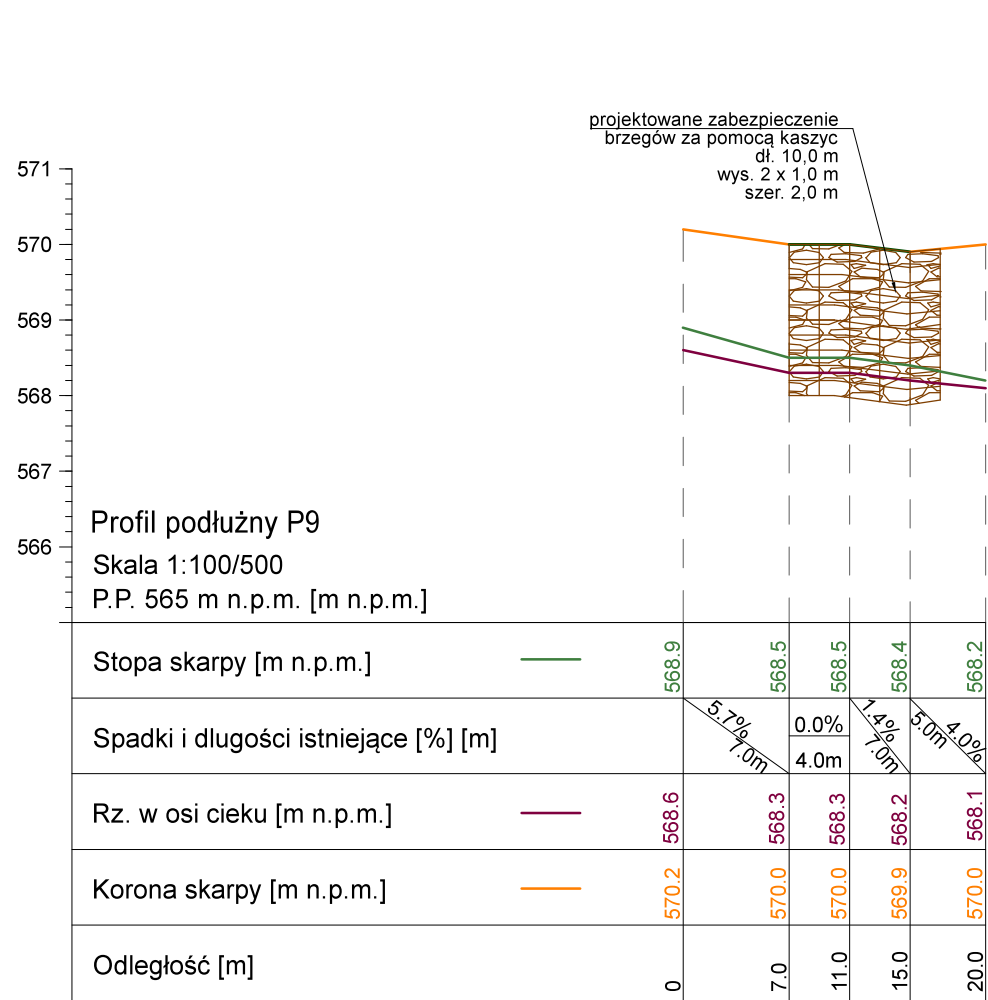 projektowane zabezpieczenie
brzegów za pomocą kaszyc
dł. 10,0 m
wys. 2 x 1,0 m
szer. 2,0 m
571
570
569
568
567
566
Profil podłużny P9
Skala 1:100/500
P.P. 565 m n.p.m. [m n.p.m.]
Stopa skarpy [m n.p.m.] 568.9 568.5 568.5 568.4 568.2
Spadki i dlugości istniejące [%] [m] 5.7% 7.0m 0.0% 4.0m 1.4% 7.0m 5.0m 4.0%
Rz. w osi cieku [m n.p.m.] 568.6 568.3 568.3 568.2 568.1
Korona skarpy [m n.p.m.] 570.2 570.0 570.0 569.9 570.0
Odległość [m] 0 7.0 11.0 15.0 20.0